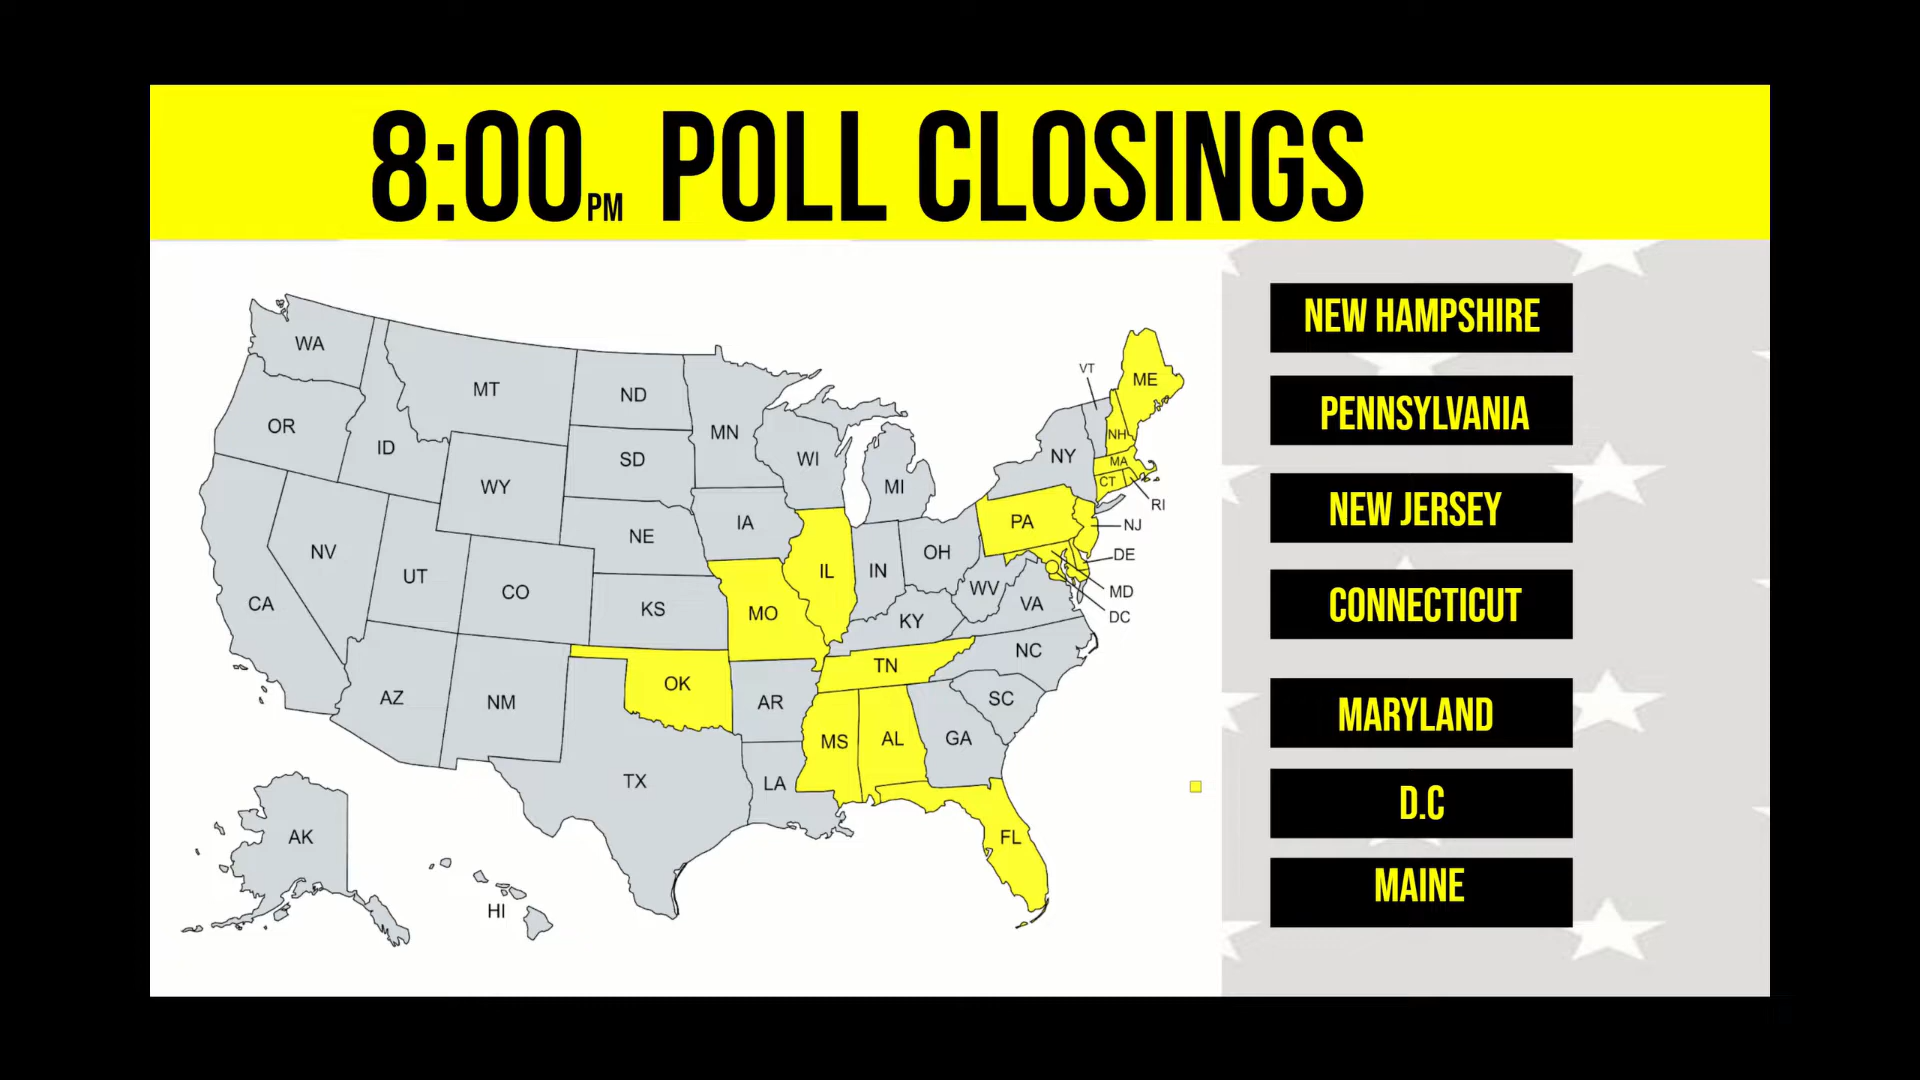 8:00PM POLL CLOSINGS
WA
MT
ND
MN
VT
ME
OR
ID
SD
WI
MI
NY
NH
MA
CT
RI
WY
IA
NE
PA
NJ
NV
UT
CO
IL
IN
OH
DE
MD
DC
CA
KS
MO
KY
WV
VA
NC
AZ
NM
OK
AR
TN
SC
MS
AL
GA
TX
LA
FL
AK
HI
NEW HAMPSHIRE
PENNSYLVANIA
NEW JERSEY
CONNECTICUT
MARYLAND
D.C
MAINE